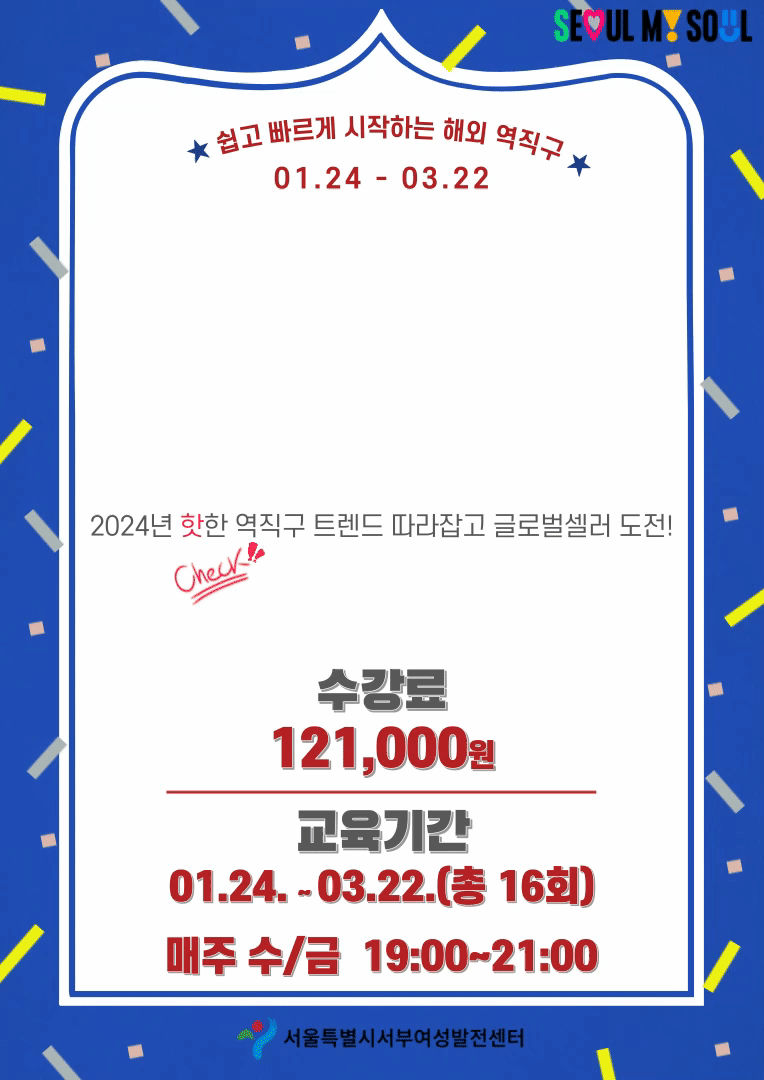 SEOUL MY SOUL
쉽고 빠르게 시작하는 해외 역직구
01.24 - 03.22
2024년 핫한 역직구 트렌드 따라잡고 글로벌셀러 도전!
Check!!
수강료
121,000원
교육기간
01.24. ~ 03.22.(총 16회)
매주 수/금 19:00~21:00
서울특별시서부여성발전센터